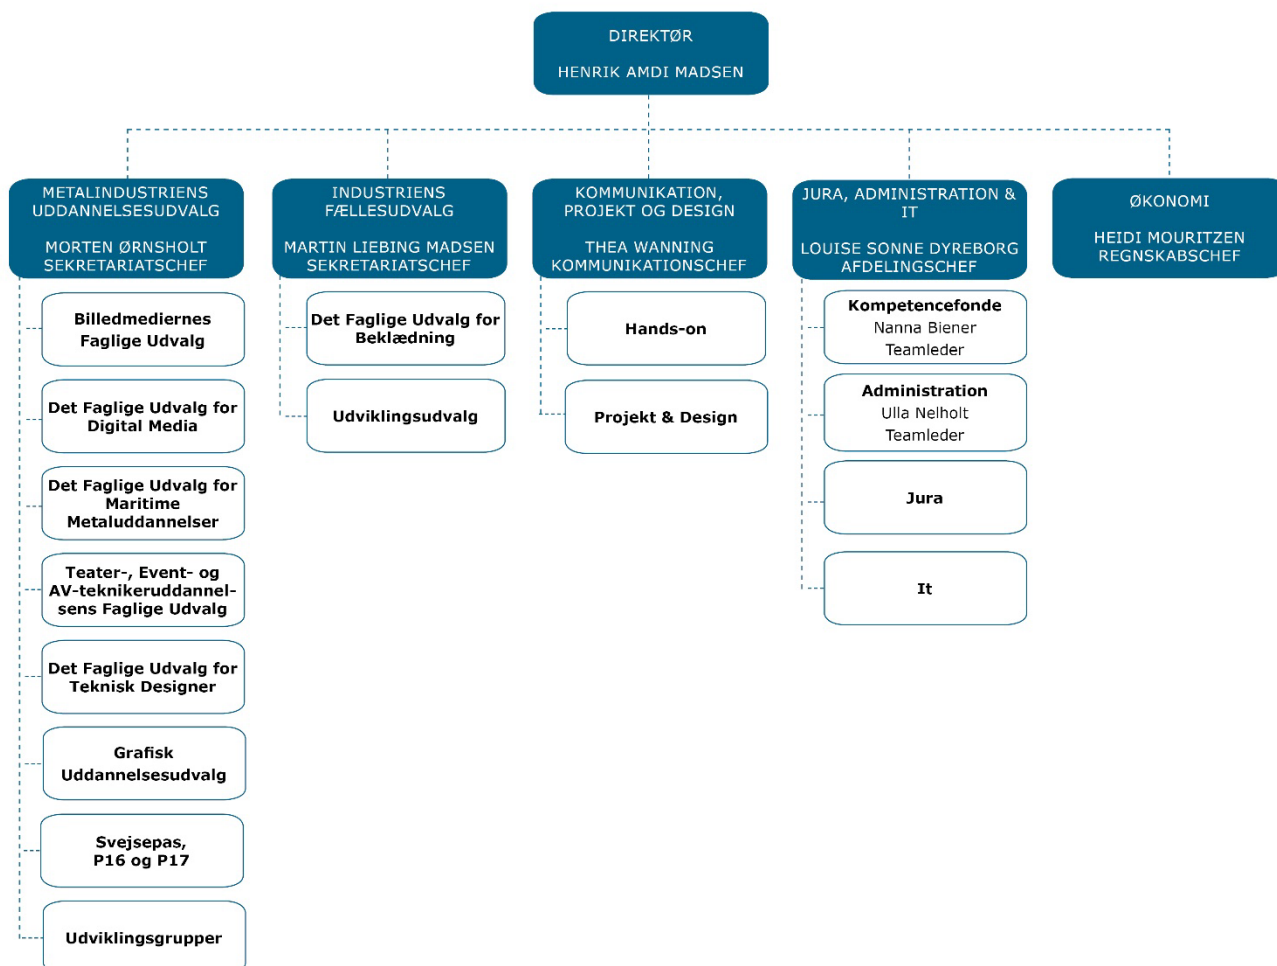 DIREKTØR
HENRIK AMDI MADSEN
METALINDUSTRIENS
UDDANNELSESUDVALG
MORTEN ØRNSHOLT
SEKRETARIATSCHEF
Billedmediernes
Faglige Udvalg
Det Faglige Udvalg for
Digital Media
Det Faglige Udvalg for
Maritime
Metaluddannelser
Teater-, Event- og
AV-teknikeruddannel-
sens Faglige Udvalg
Det Faglige Udvalg for
Teknisk Designer
Grafisk
Uddannelsesudvalg
Svejsepas,
P16 og P17
Udviklingsgrupper
INDUSTRIENS
FÆLLESUDVALG
MARTIN LIEBING MADSEN
SEKRETARIATSCHEF
Det Faglige Udvalg for
Beklædning
Udviklingsudvalg
KOMMUNIKATION,
PROJEKT OG DESIGN
THEA WANNING
KOMMUNIKATIONSCHEF
Hands-on
Projekt & Design
JURA, ADMINISTRATION &
IT
LOUISE SONNE DYREBORG
AFDELINGSCHEF
Kompetencefonde
Nanna Biener
Teamleder
Administration
Ulla Nelholt
Teamleder
Jura
It
ØKONOMI
HEIDI MOURITZEN
REGNSKABSCHEF